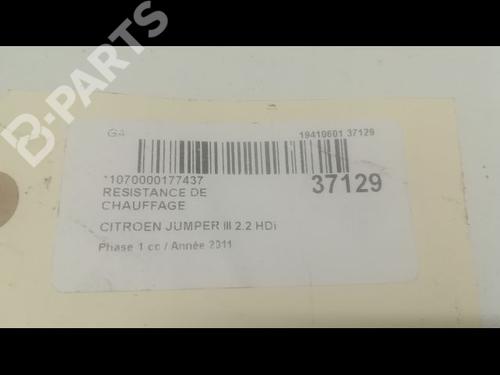 B-PARTS
GA
19410601 37129
*1070000177437
37129
RESISTANCE DE
CHAUFFAGE
CITROEN JUMPER III 2.2 HDi
Phase 1 cc / Année 2011